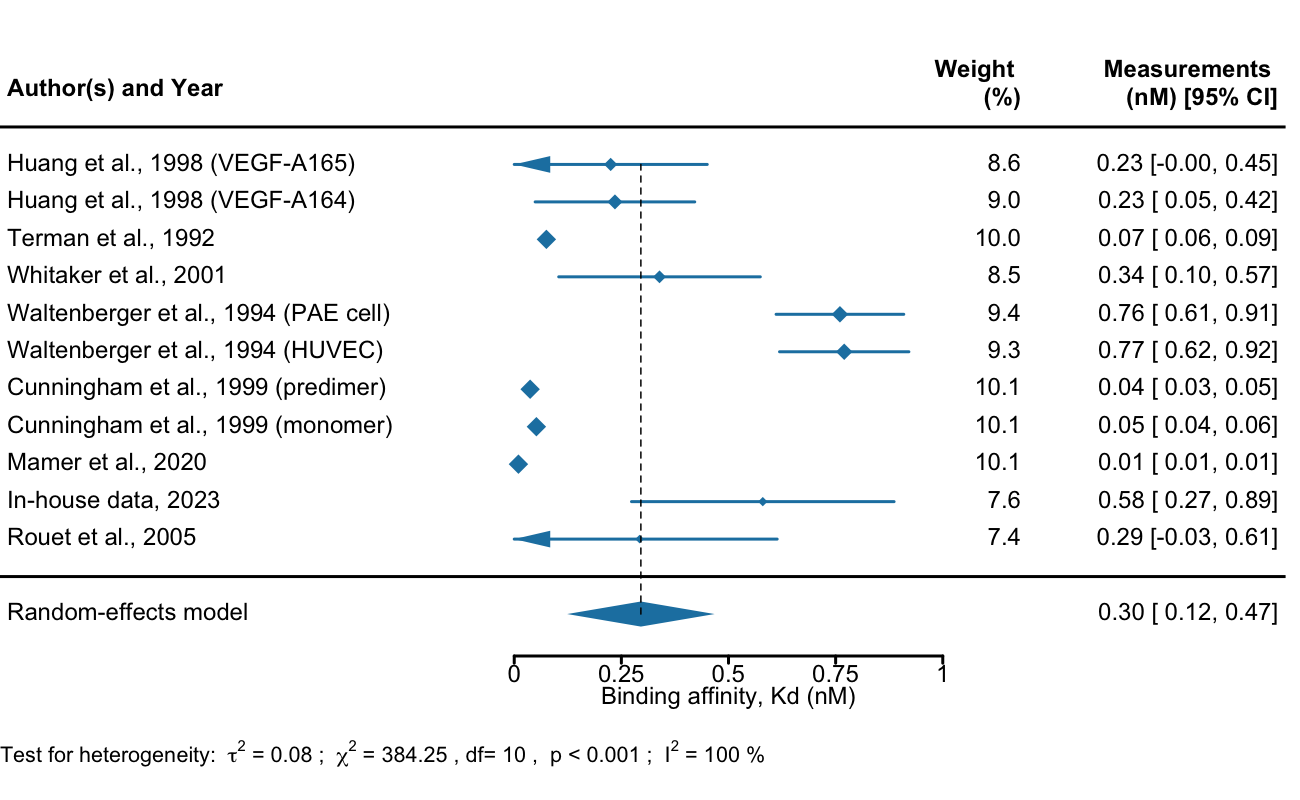 Author(s) and Year Weight (%) Measurements (nM) [95% CI]
Huang et al., 1998 (VEGF-A165) 8.6 0.23 [-0.00, 0.45]
Huang et al., 1998 (VEGF-A164) 9.0 0.23 [ 0.05, 0.42]
Terman et al., 1992 10.0 0.07 [ 0.06, 0.09]
Whitaker et al., 2001 8.5 0.34 [ 0.10, 0.57]
Waltenberger et al., 1994 (PAE cell) 9.4 0.76 [ 0.61, 0.91]
Waltenberger et al., 1994 (HUVEC) 9.3 0.77 [ 0.62, 0.92]
Cunningham et al., 1999 (predimer) 10.1 0.04 [ 0.03, 0.05]
Cunningham et al., 1999 (monomer) 10.1 0.05 [ 0.04, 0.06]
Mamer et al., 2020 10.1 0.01 [ 0.01, 0.01]
In-house data, 2023 7.6 0.58 [ 0.27, 0.89]
Rouet et al., 2005 7.4 0.29 [-0.03, 0.61]
Random-effects model 0.30 [ 0.12, 0.47]
0 0.25 0.5 0.75 1
Binding affinity, Kd (nM)
Test for heterogeneity: τ² = 0.08 ; χ² = 384.25 , df= 10 , p < 0.001 ; I² = 100 %